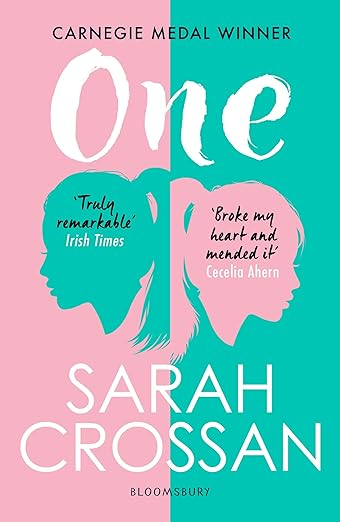 CARNEGIE MEDAL WINNER
One
'Truly
remarkable'
Irish Times
'Broke my
heart and
mended it'
Cecelia Ahern
SARAH
CROSSAN
BLOOMSBURY